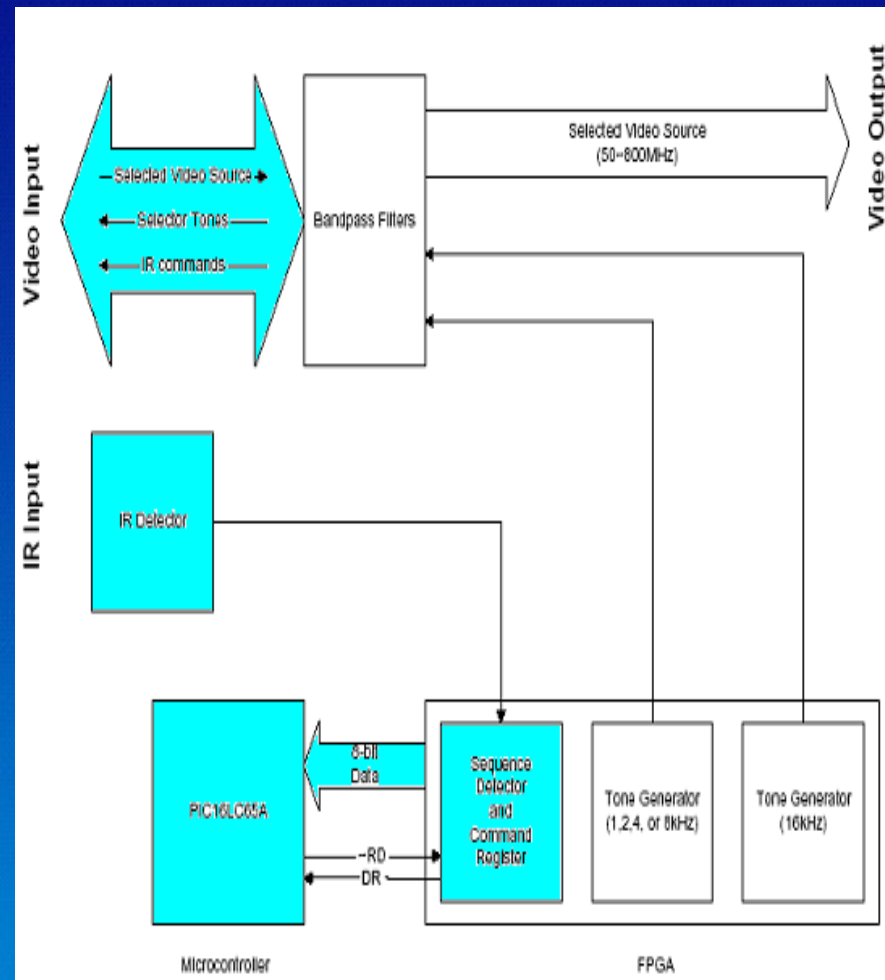 Video Input
Selected Video Source
Selector Tones
IR commands
Bandpass Filters
Selected Video Source
(50-800MHz)
Video Output
IR Input
IR Detector
PIC16LC65A
8-bit
Data
~RD
DR
Sequence
Detector
and
Command
Register
Tone Generator
(1,2,4, or 8kHz)
Tone Generator
(16kHz)
Microcontroller
FPGA